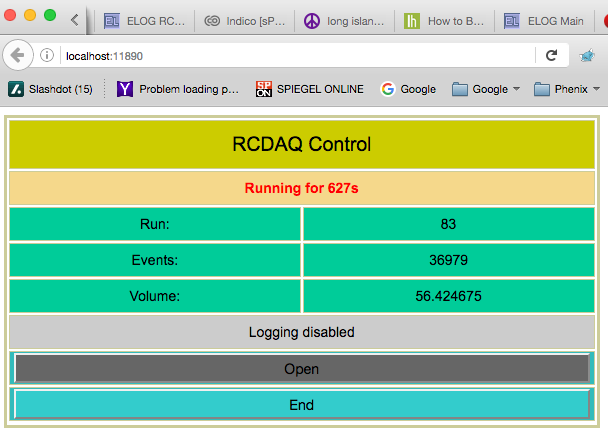 ELOG RC...
Indico [sP...
long islan...
How to B...
ELOG Main
localhost:11890
Slashdot (15)
Problem loading p...
SPIEGEL ONLINE
Google
Google
Phenix
RCDAQ Control
Running for 627s
Run: 83
Events: 36979
Volume: 56.424675
Logging disabled
Open
End